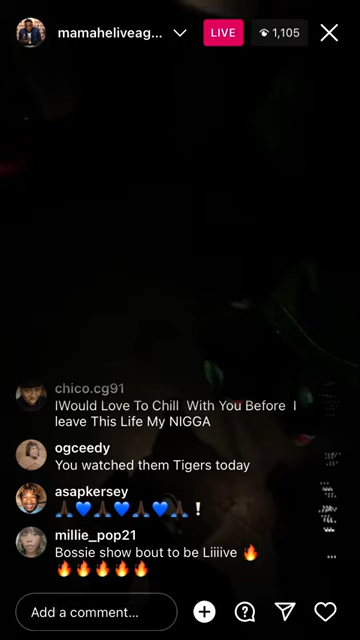 mamaheliveag...
LIVE
1,105
chico.cg91
IWould Love To Chill With You Before I
leave This Life My NIGGA
ogceedy
You watched them Tigers today
asapkersey
🙏🏿💙🙏🏿💙🙏🏿💙🙏🏿❕
millie_pop21
Bossie show bout to be Liiiive 🔥
🔥🔥🔥🔥🔥
Add a comment...